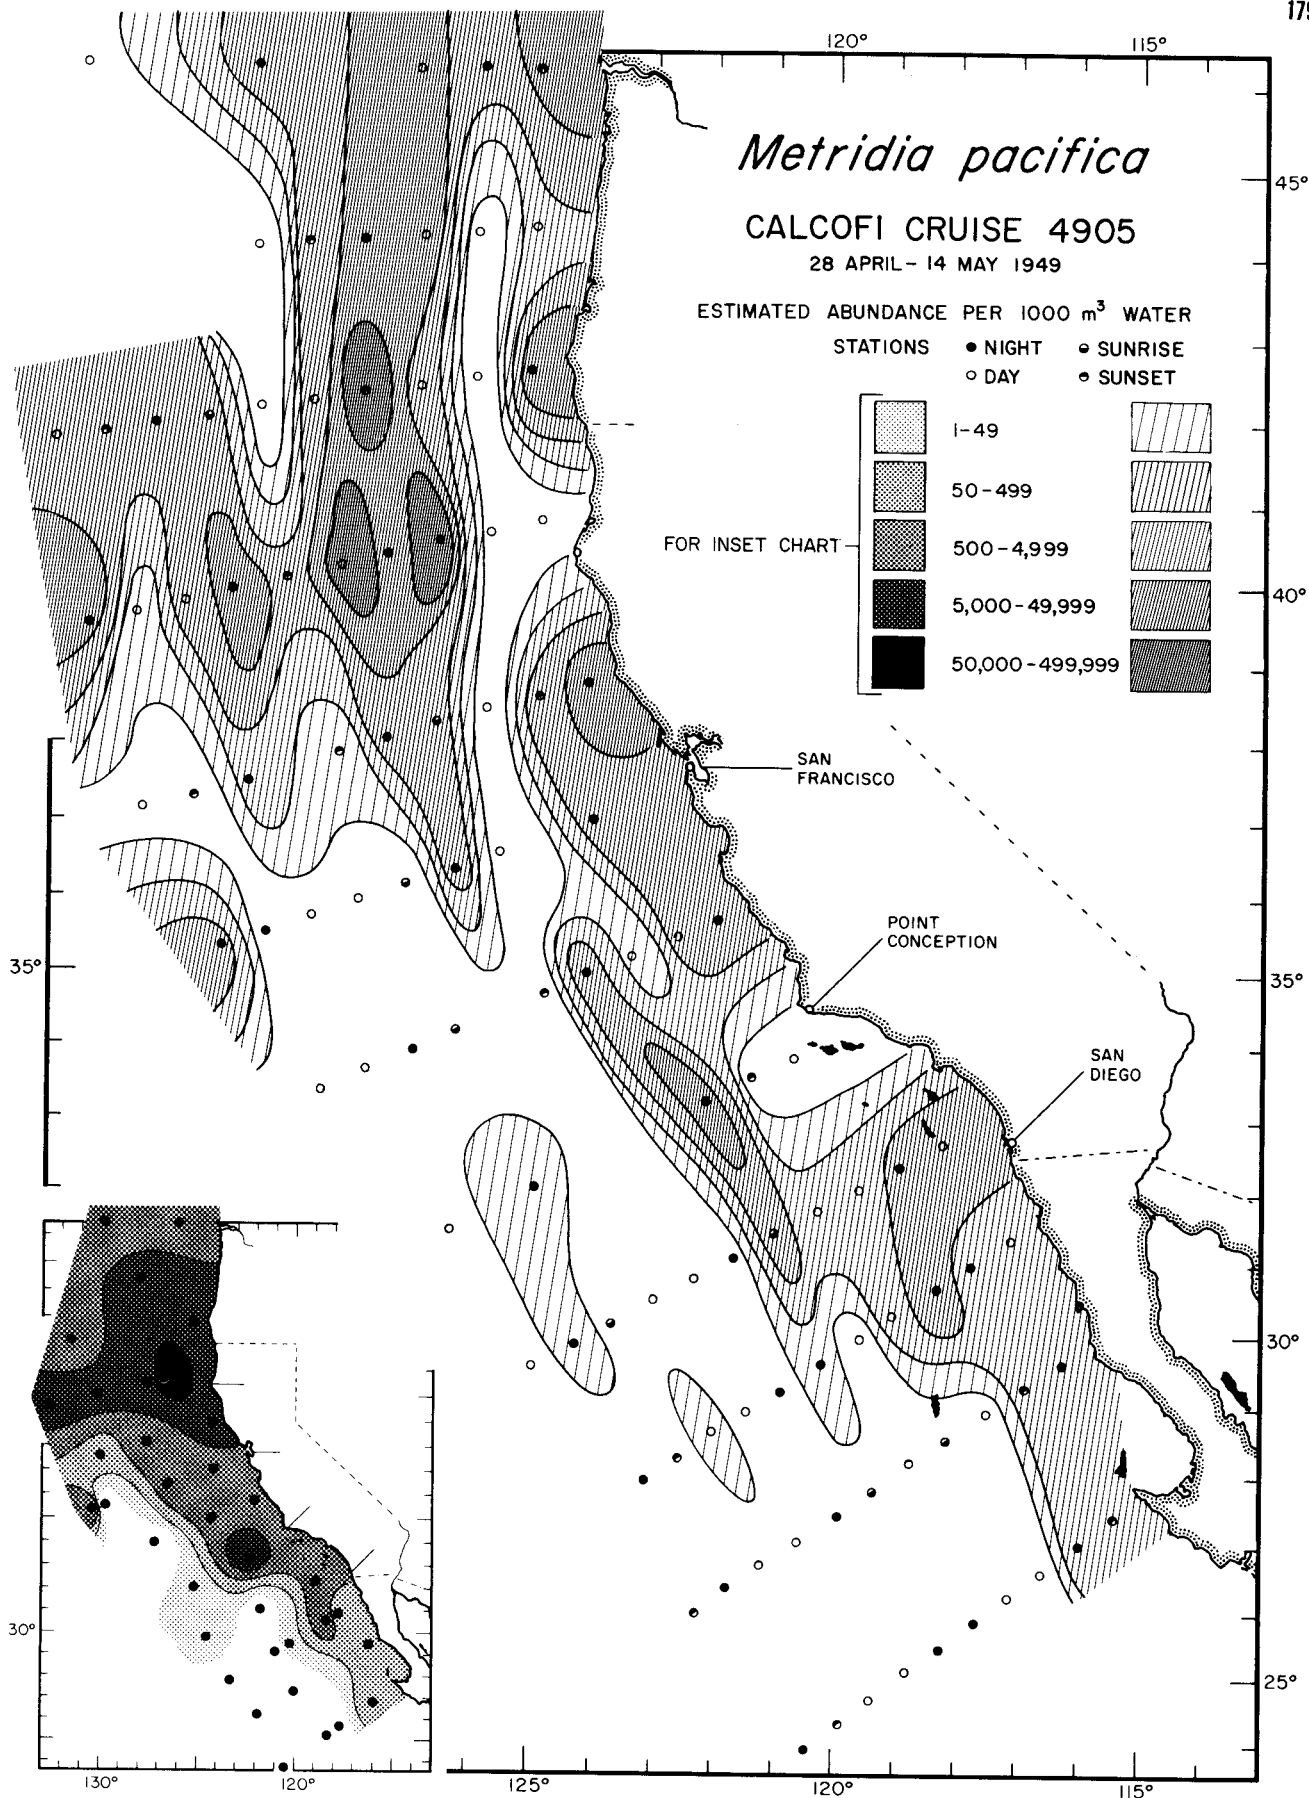 120°
115°
Metridia pacifica
45°
CALCOFI CRUISE 4905
28 APRIL – 14 MAY 1949
ESTIMATED ABUNDANCE PER 1000 m³ WATER
STATIONS ● NIGHT ◒ SUNRISE
○ DAY ◓ SUNSET
1–49
50–499
FOR INSET CHART
500–4,999
5,000–49,999
40°
50,000–499,999
SAN
FRANCISCO
POINT
CONCEPTION
35°
35°
SAN
DIEGO
30°
30°
25°
130°
120°
125°
120°
115°